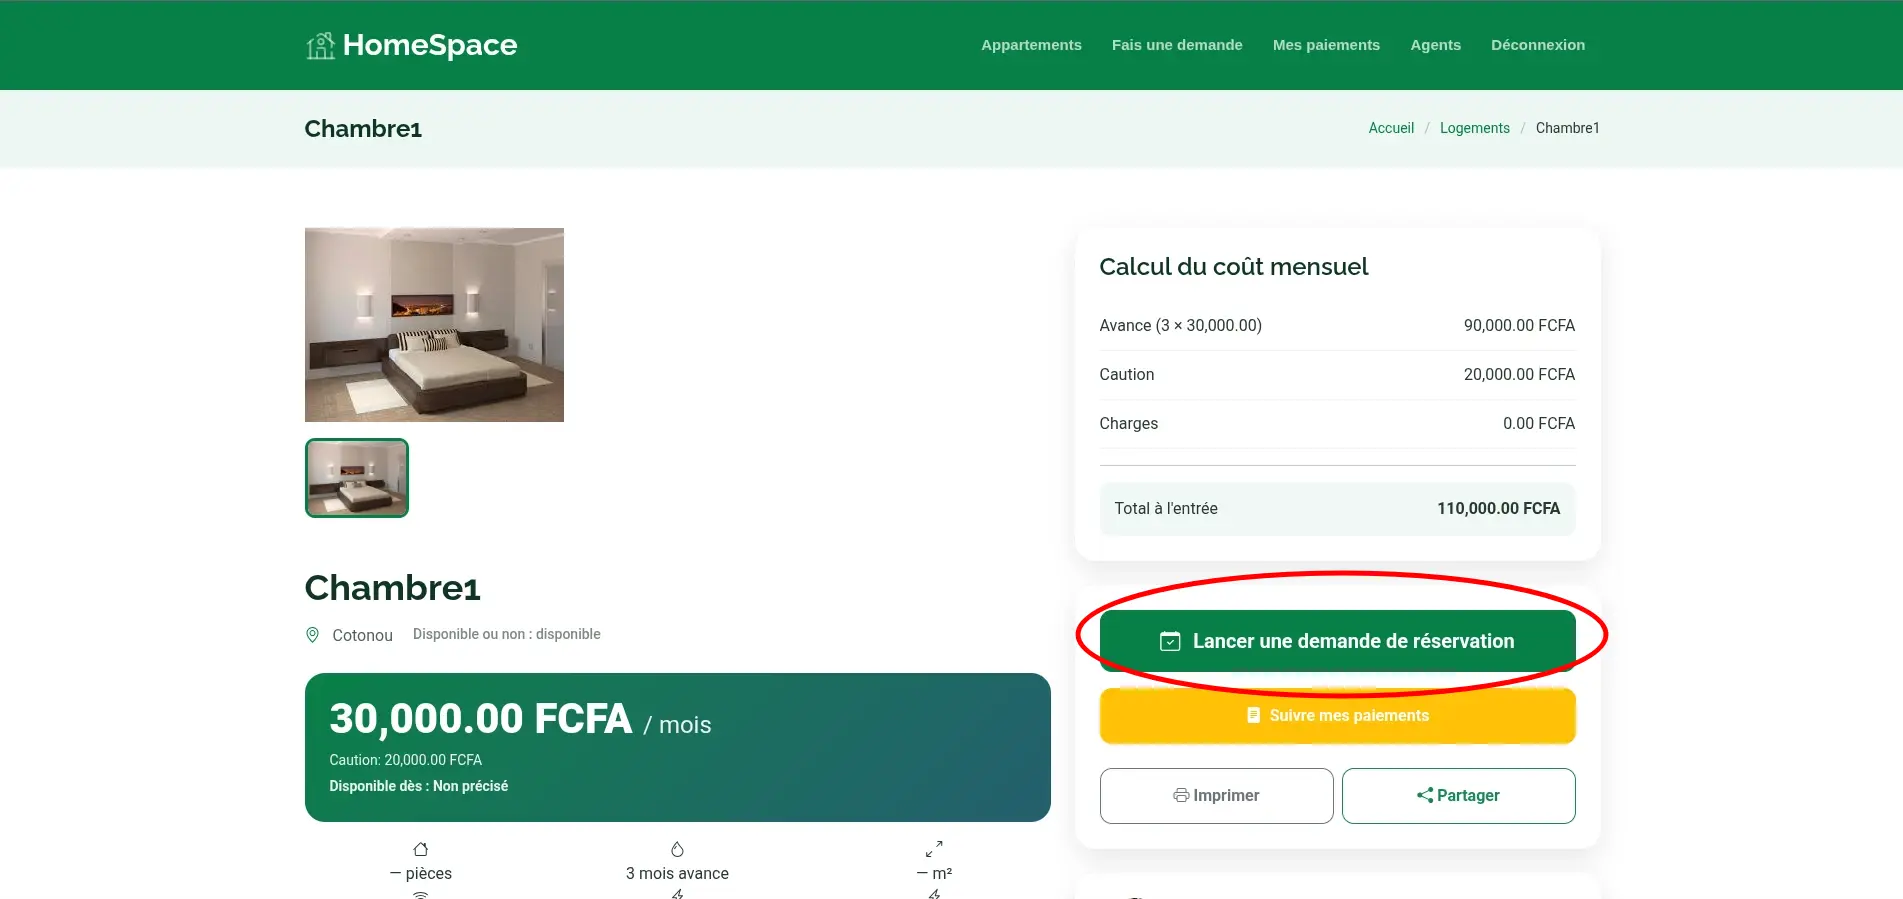 HomeSpace
Appartements Fais une demande Mes paiements Agents Déconnexion
Chambre1
Accueil / Logements / Chambre1
Calcul du coût mensuel
Avance (3 × 30,000.00) 90,000.00 FCFA
Caution 20,000.00 FCFA
Charges 0.00 FCFA
Total à l'entrée 110,000.00 FCFA
Chambre1
Cotonou Disponible ou non : disponible
30,000.00 FCFA / mois
Caution: 20,000.00 FCFA
Disponible dès : Non précisé
— pièces
3 mois avance
— m²
Lancer une demande de réservation
Suivre mes paiements
Imprimer
Partager